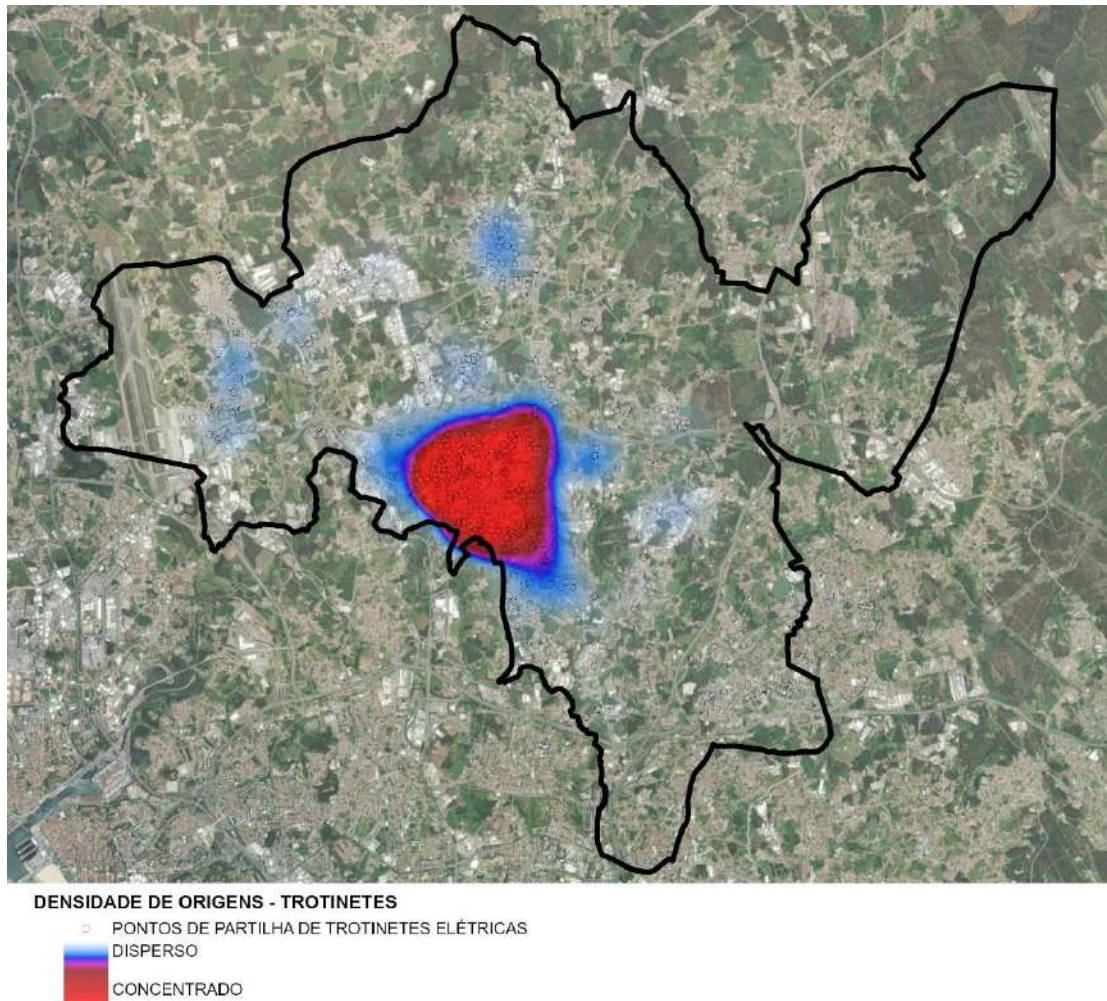 DENSIDADE DE ORIGENS - TROTINETES
PONTOS DE PARTILHA DE TROTINETES ELÉTRICAS
DISPERSO
CONCENTRADO